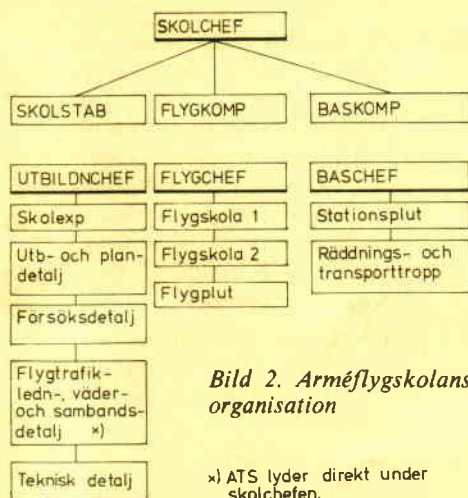 SKOLCHEF
SKOLSTAB
FLYGKOMP
BASKOMP
UTBILDNCHEF
Skolexp
Utb- och plan-
detalj
Försöksdetalj
Flygtrafik-
ledn-, väder-
och sambands-
detalj x)
Teknisk detalj
FLYGCHEF
Flygskola 1
Flygskola 2
Flygplut
BASCHEF
Stationsplut
Räddnings- och
transporttropp
Bild 2. Arméflygskolans
organisation
x) ATS lyder direkt under
skolchefen.